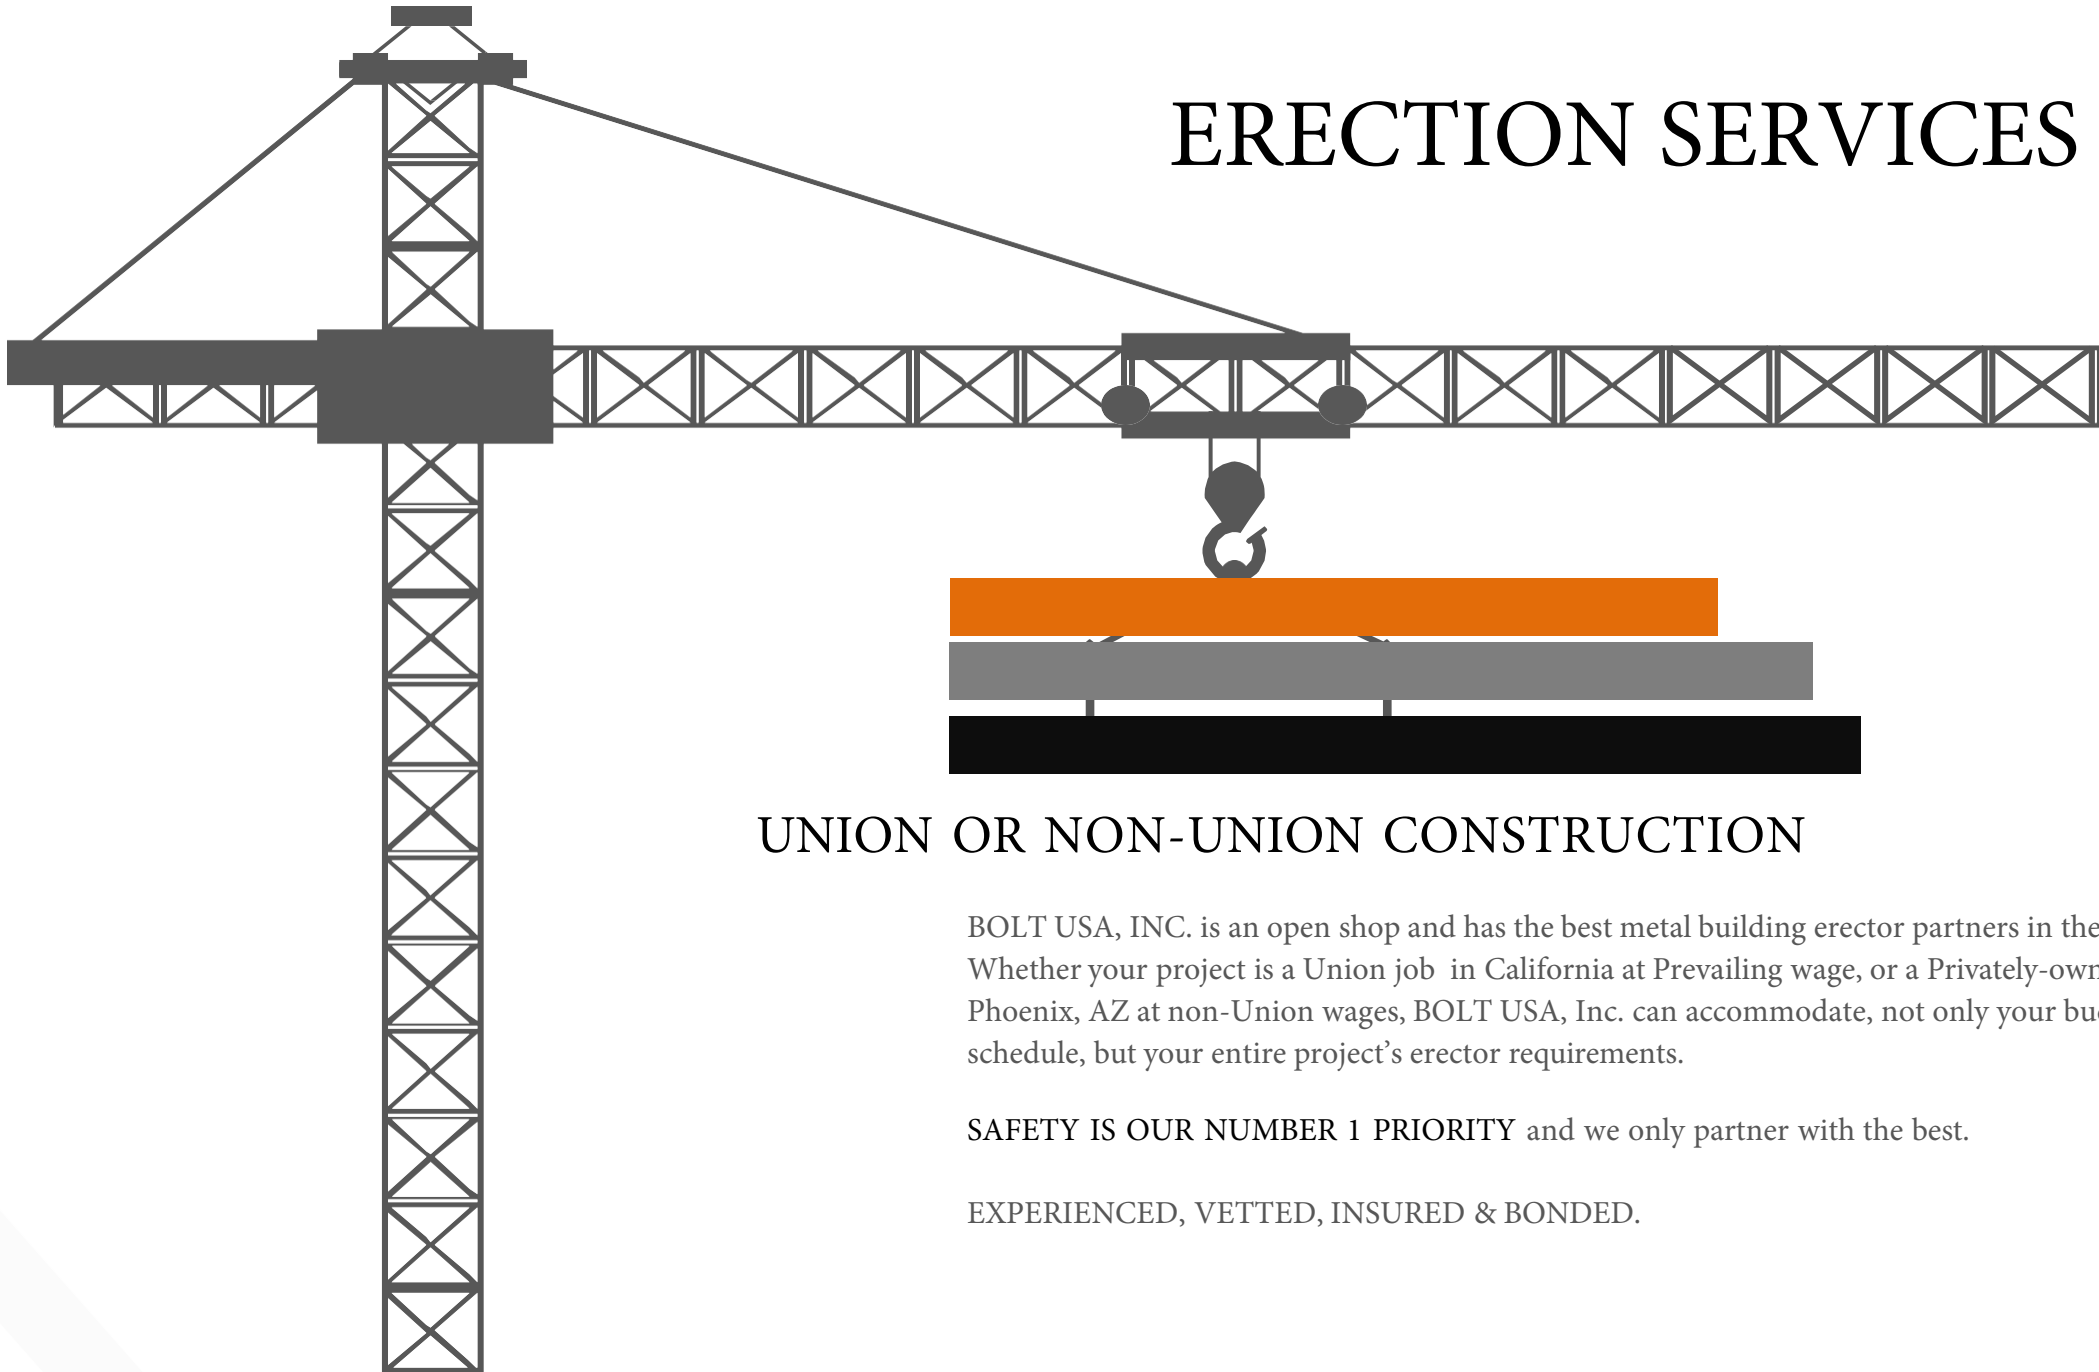 ERECTION SERVICES
UNION OR NON-UNION CONSTRUCTION
BOLT USA, INC. is an open shop and has the best metal building erector partners in the
Whether your project is a Union job  in California at Prevailing wage, or a
Phoenix, AZ at non-Union wages, BOLT USA, Inc. can accommodate, not only your
schedule, but your entire project’s erector requirements.
SAFETY IS OUR NUMBER 1 PRIORITY and we only partner with the best.
EXPERIENCED, VETTED, INSURED & BONDED.